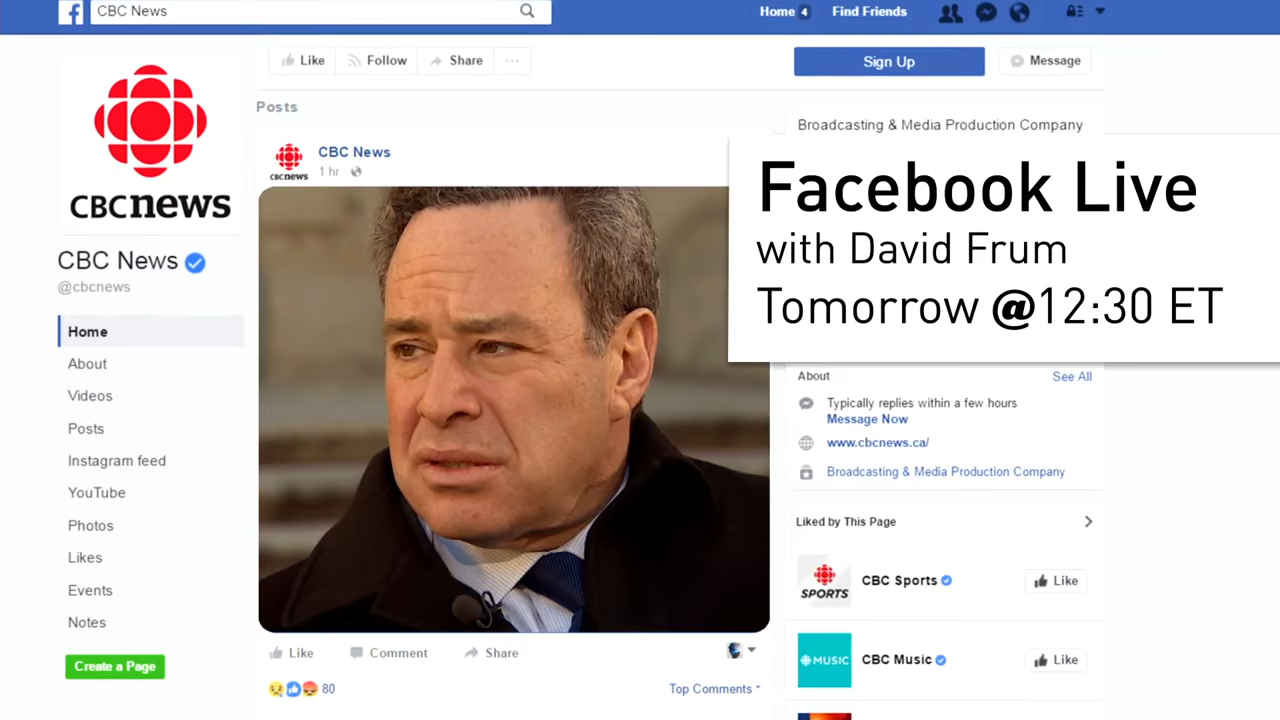 CBC News
Home 4
Find Friends
CBCnews
CBC News
@cbcnews
Home
About
Videos
Posts
Instagram feed
YouTube
Photos
Likes
Events
Notes
Create a Page
Like
Follow
Share
...
Sign Up
Message
Posts
CBC News
CBCnews
1 hr
Broadcasting & Media Production Company
Facebook Live
with David Frum
Tomorrow @12:30 ET
Like
Comment
Share
80
Top Comments
About
See All
Typically replies within a few hours
Message Now
www.cbcnews.ca/
Broadcasting & Media Production Company
Liked by This Page
SPORTS
CBC Sports
Like
MUSIC
CBC Music
Like